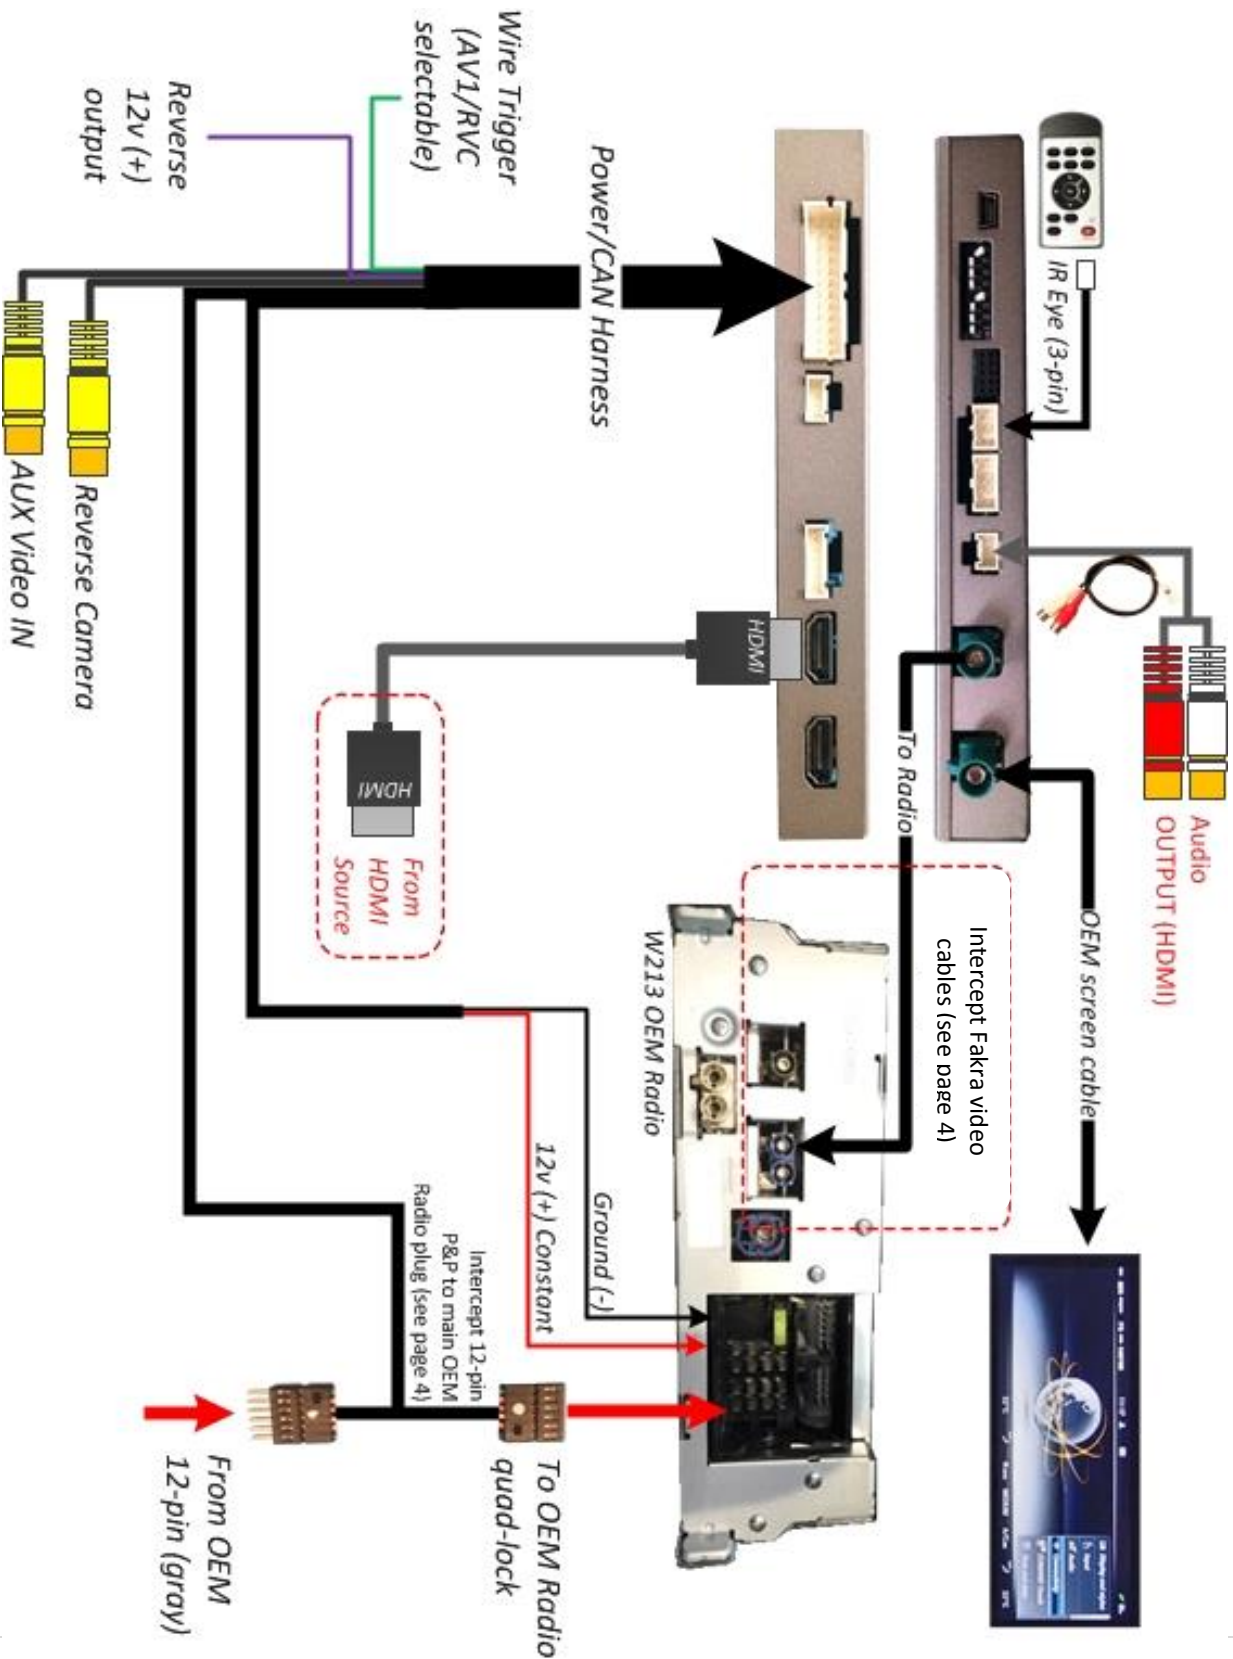 IR Eye (3-pin)
Audio
OUTPUT (HDMI)
OEM screen cable
To Radio
Intercept Fakra video
cables (see page 4)
Power/CAN Harness
Wire Trigger
(AV1/RVC
selectable)
Reverse
12v (+)
output
HDMI
HDMI
From
HDMI
Source
W213 OEM Radio
Ground (-)
12v (+) Constant
Intercept 12-pin
P&P to main OEM
Radio plug (see page 4)
Reverse Camera
AUX Video IN
To OEM Radio
quad-lock
From OEM
12-pin (gray)